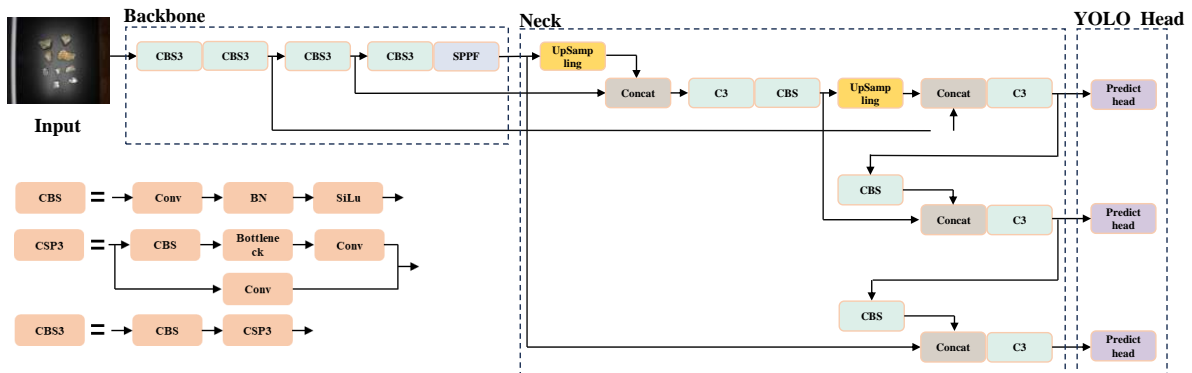 Backbone
Neck
YOLO Head
CBS3
CBS3
CBS3
CBS3
SPPF
UpSamp
ling
Concat
C3
CBS
UpSamp
ling
Concat
C3
Predict
head
Input
CBS
Concat
C3
Predict
head
CBS
Concat
C3
Predict
head
CBS
=
Conv
BN
SiLu
CSP3
=
CBS
Bottlene
ck
Conv
Conv
CBS3
=
CBS
CSP3